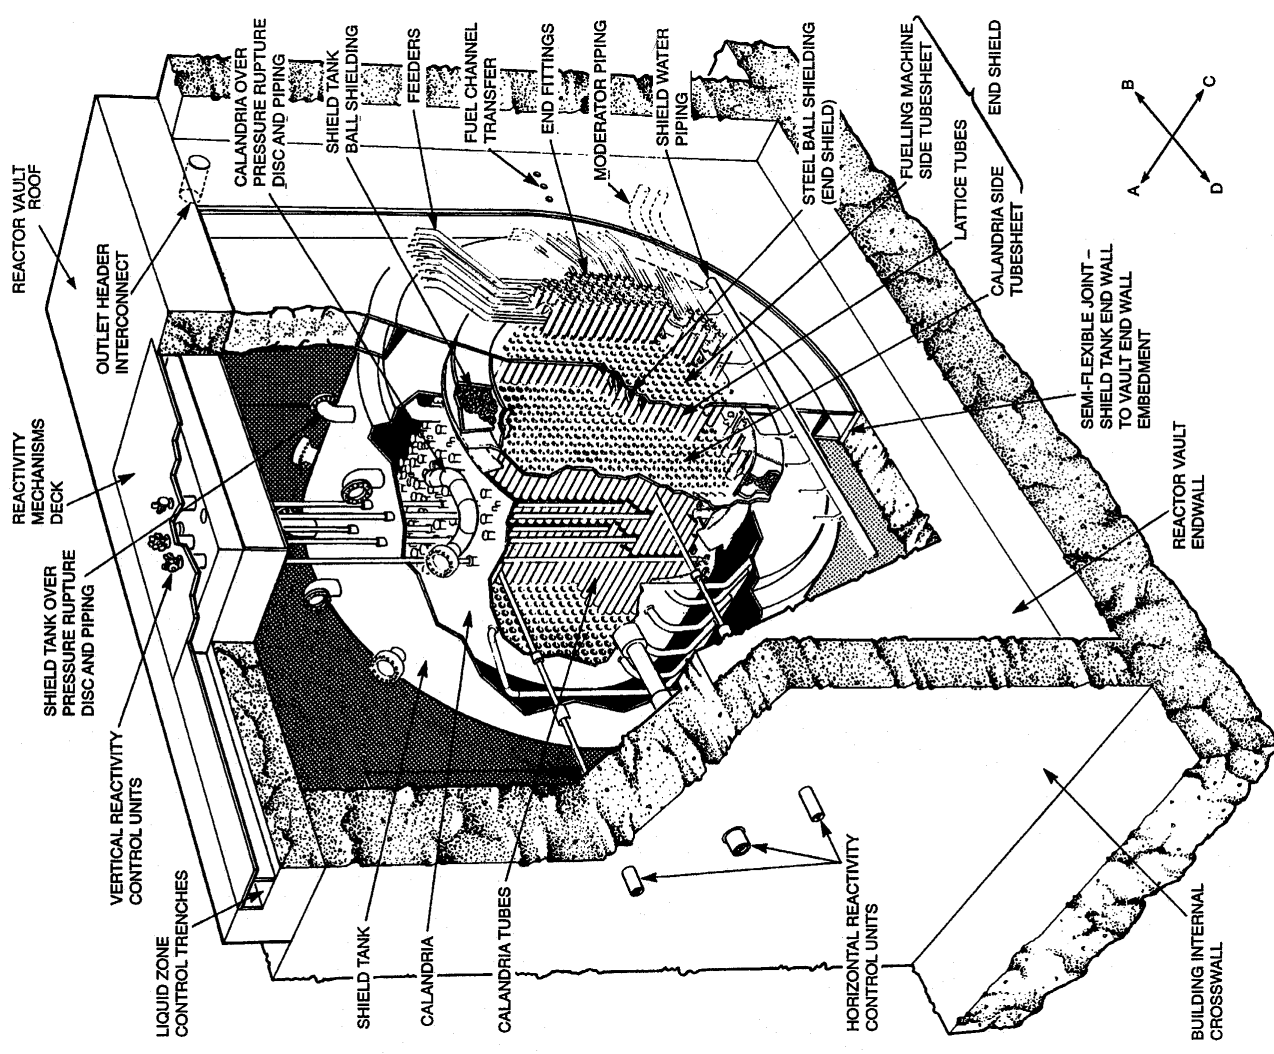 REACTOR VAULT
ROOF
OUTLET HEADER
INTERCONNECT
REACTIVITY
MECHANISMS
DECK
SHIELD TANK OVER
PRESSURE RUPTURE
DISC AND PIPING
VERTICAL REACTIVITY
CONTROL UNITS
LIQUID ZONE
CONTROL TRENCHES
CALANDRIA OVER
PRESSURE RUPTURE
DISC AND PIPING
SHIELD TANK
BALL SHIELDING
FEEDERS
FUEL CHANNEL
TRANSFER
END FITTINGS
MODERATOR PIPING
SHIELD WATER
PIPING
STEEL BALL SHIELDING
(END SHIELD)
FUELLING MACHINE
SIDE TUBESHEET
LATTICE TUBES
CALANDRIA SIDE
TUBESHEET
END SHIELD
SEMI-FLEXIBLE JOINT –
SHIELD TANK END WALL
TO VAULT END WALL
EMBEDMENT
REACTOR VAULT
ENDWALL
SHIELD TANK
CALANDRIA
CALANDRIA TUBES
HORIZONTAL REACTIVITY
CONTROL UNITS
BUILDING INTERNAL
CROSSWALL
A
B
C
D